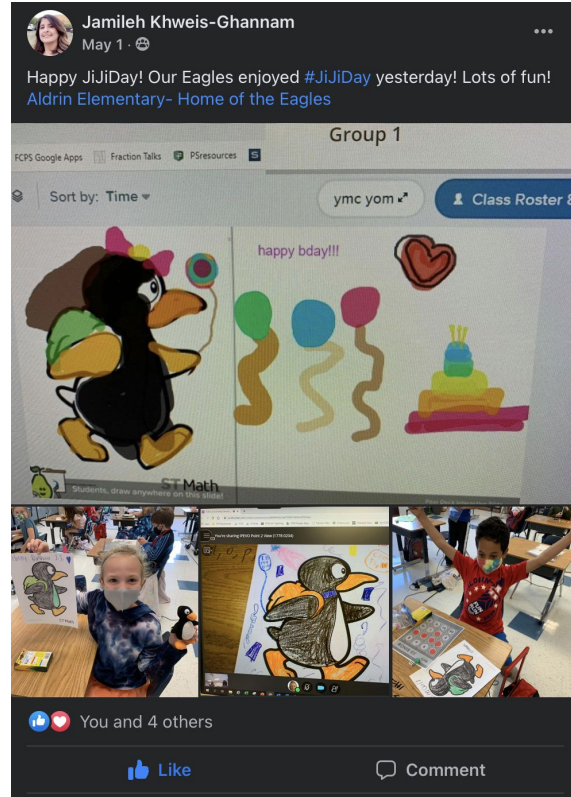 Jamileh Khweis-Ghannam
May 1 ·
Happy JiJiDay! Our Eagles enjoyed #JiJiDay yesterday! Lots of fun!
Aldrin Elementary- Home of the Eagles
Group 1
FCPS Google Apps Fraction Talks PSresources S
Sort by: Time
ymc yom
Class Roster &
happy bday!!!
ST Math
Students, draw anywhere on this slide!
ST Math
You and 4 others
Like
Comment